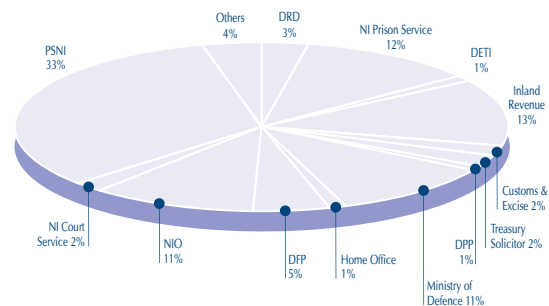 Others
4%
DRD
3%
NI Prison Service
12%
DETI
1%
Inland
Revenue
13%
Customs &
Excise 2%
Treasury
Solicitor 2%
DPP
1%
Ministry of
Defence 11%
Home Office
1%
DFP
5%
NIO
11%
NI Court
Service 2%
PSNI
33%